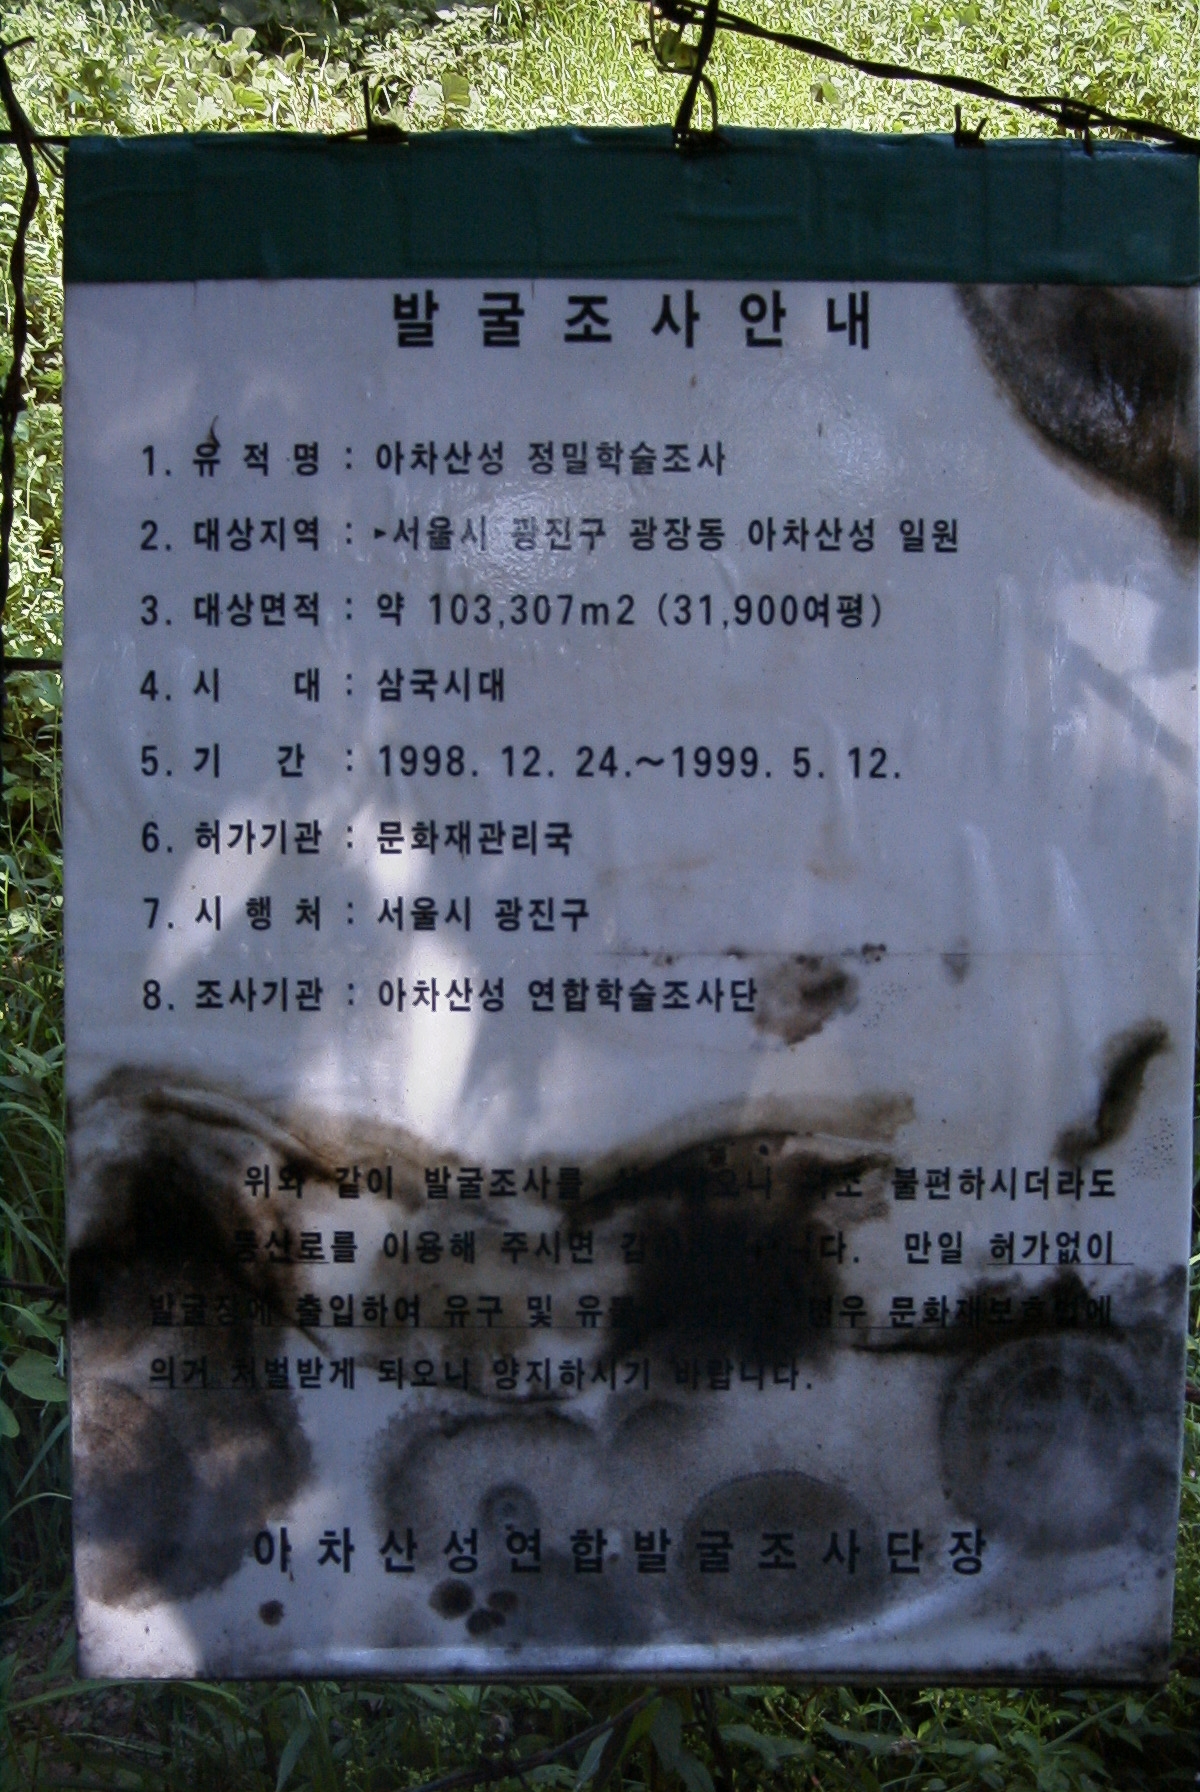 발굴조사안내
1. 유적명 : 아차산성 정밀학술조사
2. 대상지역 : 서울시 광진구 광장동 아차산성 일원
3. 대상면적 : 약 103,307m2 (31,900여평)
4. 시 대 : 삼국시대
5. 기 간 : 1998. 12. 24.~1999. 5. 12.
6. 허가기관 : 문화재관리국
7. 시행처 : 서울시 광진구
8. 조사기관 : 아차산성 연합학술조사단
위와 같이 발굴조사를 불편하시더라도
등산로를 이용해 주시면 만일 허가없이
발굴장에 출입하여 유구 및 경우 문화재보호법에
의거 처벌받게 되오니 양지하시기 바랍니다.
아차산성연합발굴조사단장